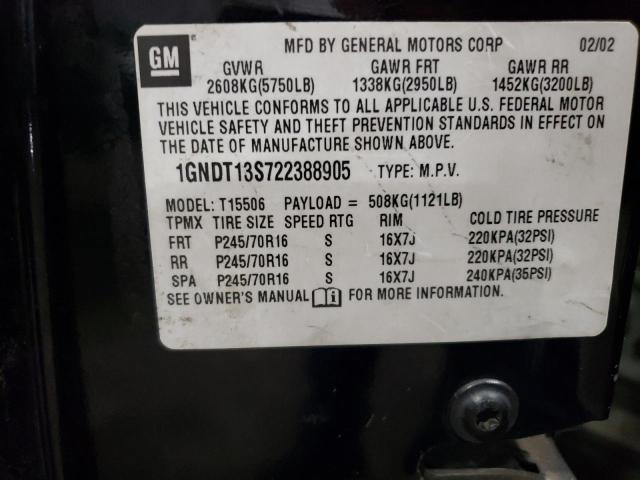 GM MFD BY GENERAL MOTORS CORP 02/02
GVWR GAWR FRT GAWR RR
2608KG(5750LB) 1338KG(2950LB) 1452KG(3200LB)
THIS VEHICLE CONFORMS TO ALL APPLICABLE U.S. FEDERAL MOTOR
VEHICLE SAFETY AND THEFT PREVENTION STANDARDS IN EFFECT ON
THE DATE OF MANUFACTURE SHOWN ABOVE.
1GNDT13S722388905 TYPE: M.P.V.
MODEL: T15506 PAYLOAD = 508KG(1121LB)
TPMX TIRE SIZE SPEED RTG RIM COLD TIRE PRESSURE
FRT P245/70R16 S 16X7J 220KPA(32PSI)
RR P245/70R16 S 16X7J 220KPA(32PSI)
SPA P245/70R16 S 16X7J 240KPA(35PSI)
SEE OWNER'S MANUAL i FOR MORE INFORMATION.